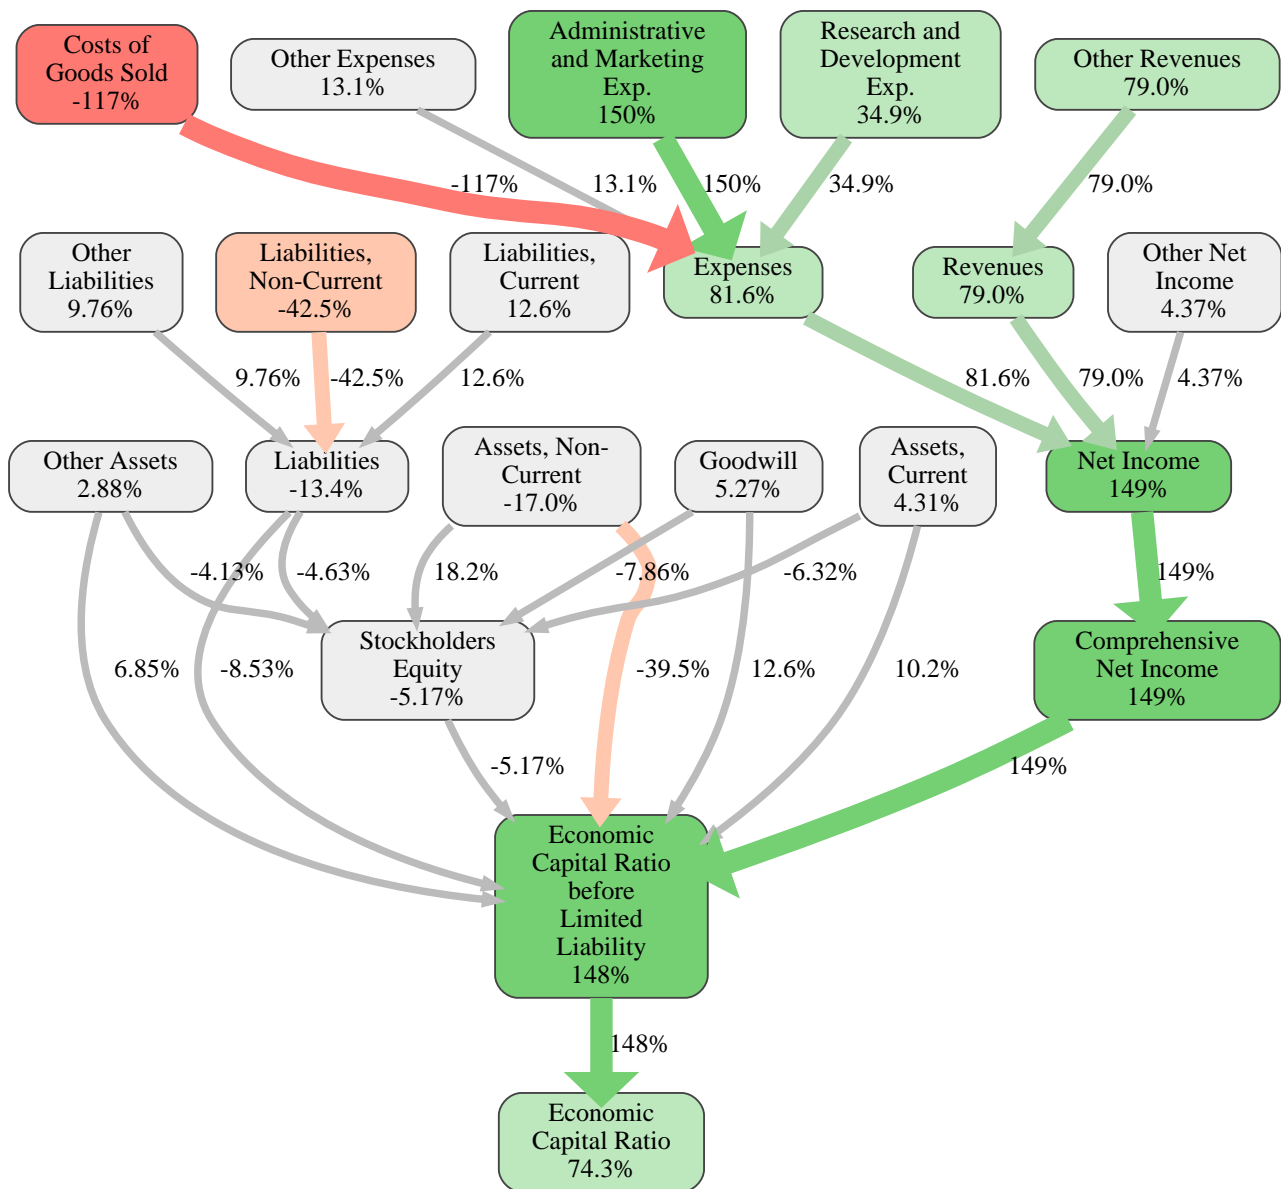 Costs of
Goods Sold
-117%
Other Expenses
13.1%
Administrative
and Marketing
Exp.
150%
Research and
Development
Exp.
34.9%
Other Revenues
79.0%
-117%
13.1%
150%
34.9%
79.0%
Other
Liabilities
9.76%
Liabilities,
Non-Current
-42.5%
Liabilities,
Current
12.6%
Expenses
81.6%
Revenues
79.0%
Other Net
Income
4.37%
9.76%
-42.5%
12.6%
81.6%
79.0%
4.37%
Other Assets
2.88%
Liabilities
-13.4%
Assets, Non-
Current
-17.0%
Goodwill
5.27%
Assets,
Current
4.31%
Net Income
149%
-4.13%
-4.63%
18.2%
-7.86%
-6.32%
149%
6.85%
-8.53%
Stockholders
Equity
-5.17%
-39.5%
12.6%
10.2%
Comprehensive
Net Income
149%
-5.17%
149%
Economic
Capital Ratio
before
Limited
Liability
148%
148%
Economic
Capital Ratio
74.3%